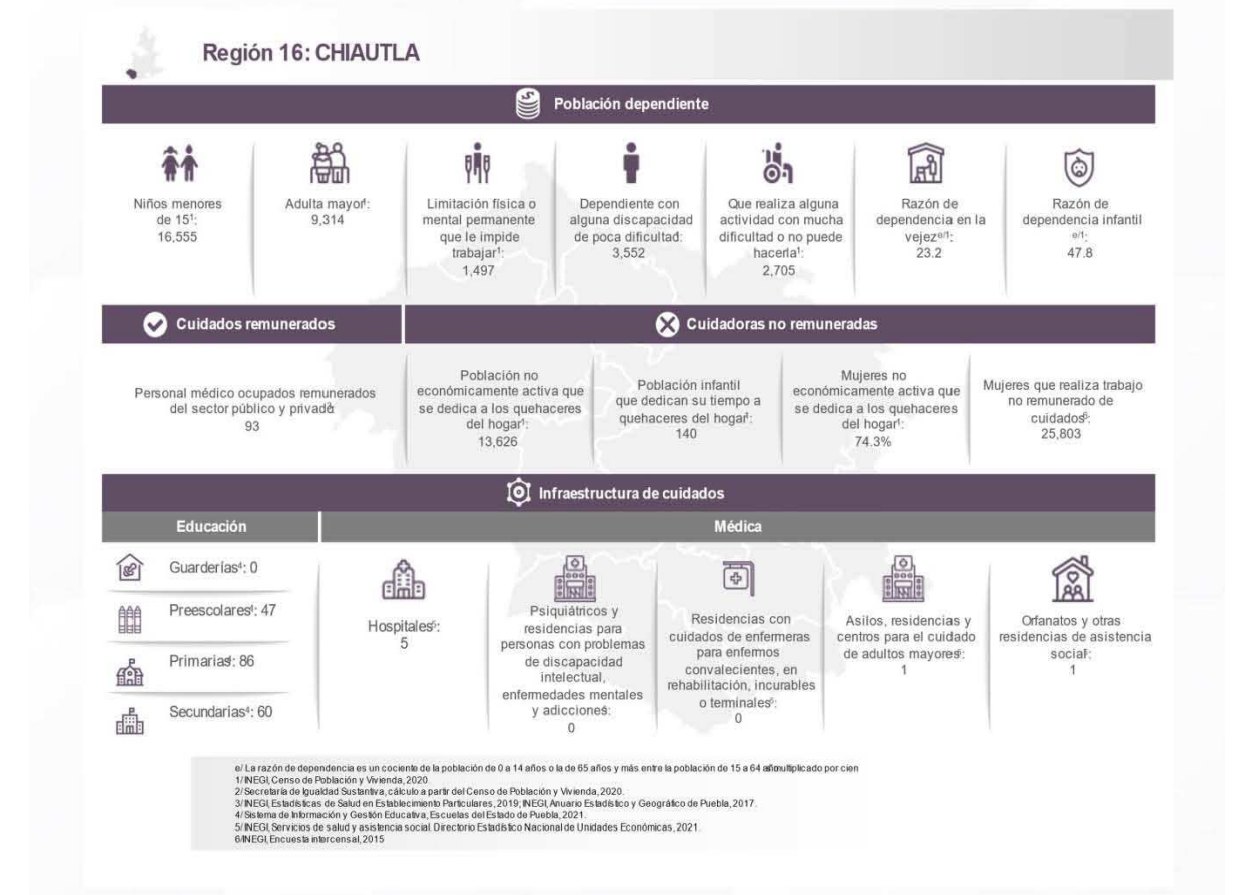 Región 16: CHIAUTLA
Población dependiente
Niños menores
de 15¹:
16,555
Adulta mayor¹:
9,314
Limitación física o
mental permanente
que le impide
trabajar¹:
1,497
Dependiente con
alguna discapacidad
de poca dificultad:
3,552
Que realiza alguna
actividad con mucha
dificultad o no puede
hacerla¹:
2,705
Razón de
dependencia en la
vejez e/1:
23.2
Razón de
dependencia infantil
e/1:
47.8
Cuidados remunerados
Cuidadoras no remuneradas
Personal médico ocupados remunerados
del sector público y privado:
93
Población no
económicamente activa que
se dedica a los quehaceres
del hogar¹:
13,626
Población infantil
que dedican su tiempo a
quehaceres del hogar¹:
140
Mujeres no
económicamente activa que
se dedica a los quehaceres
del hogar¹:
74.3%
Mujeres que realiza trabajo
no remunerado de
cuidados⁶:
25,803
Infraestructura de cuidados
Educación
Médica
Guarderías⁴: 0
Preescolares⁴: 47
Primarias⁴: 86
Secundarias⁴: 60
Hospitales⁵:
5
Psiquiátricos y
residencias para
personas con problemas
de discapacidad
intelectual,
enfermedades mentales
y adicciones⁵:
0
Residencias con
cuidados de enfermeras
para enfermos
convalecientes, en
rehabilitación, incurables
o terminales⁵:
0
Asilos, residencias y
centros para el cuidado
de adultos mayores⁵:
1
Orfanatos y otras
residencias de asistencia
social⁵:
1
e/ La razón de dependencia es un cociente de la población de 0 a 14 años o la de 65 años y más entre la población de 15 a 64 años multiplicado por cien
1/ INEGI, Censo de Población y Vivienda, 2020.
2/ Secretaría de Igualdad Sustantiva, cálculo a partir del Censo de Población y Vivienda, 2020.
3/ INEGI, Estadísticas de Salud en Establecimiento Particulares, 2019; INEGI, Anuario Estadístico y Geográfico de Puebla, 2017.
4/ Sistema de Información y Gestión Educativa, Escuelas del Estado de Puebla, 2021.
5/ INEGI, Servicios de salud y asistencia social. Directorio Estadístico Nacional de Unidades Económicas, 2021.
6/INEGI, Encuesta intercensal, 2015